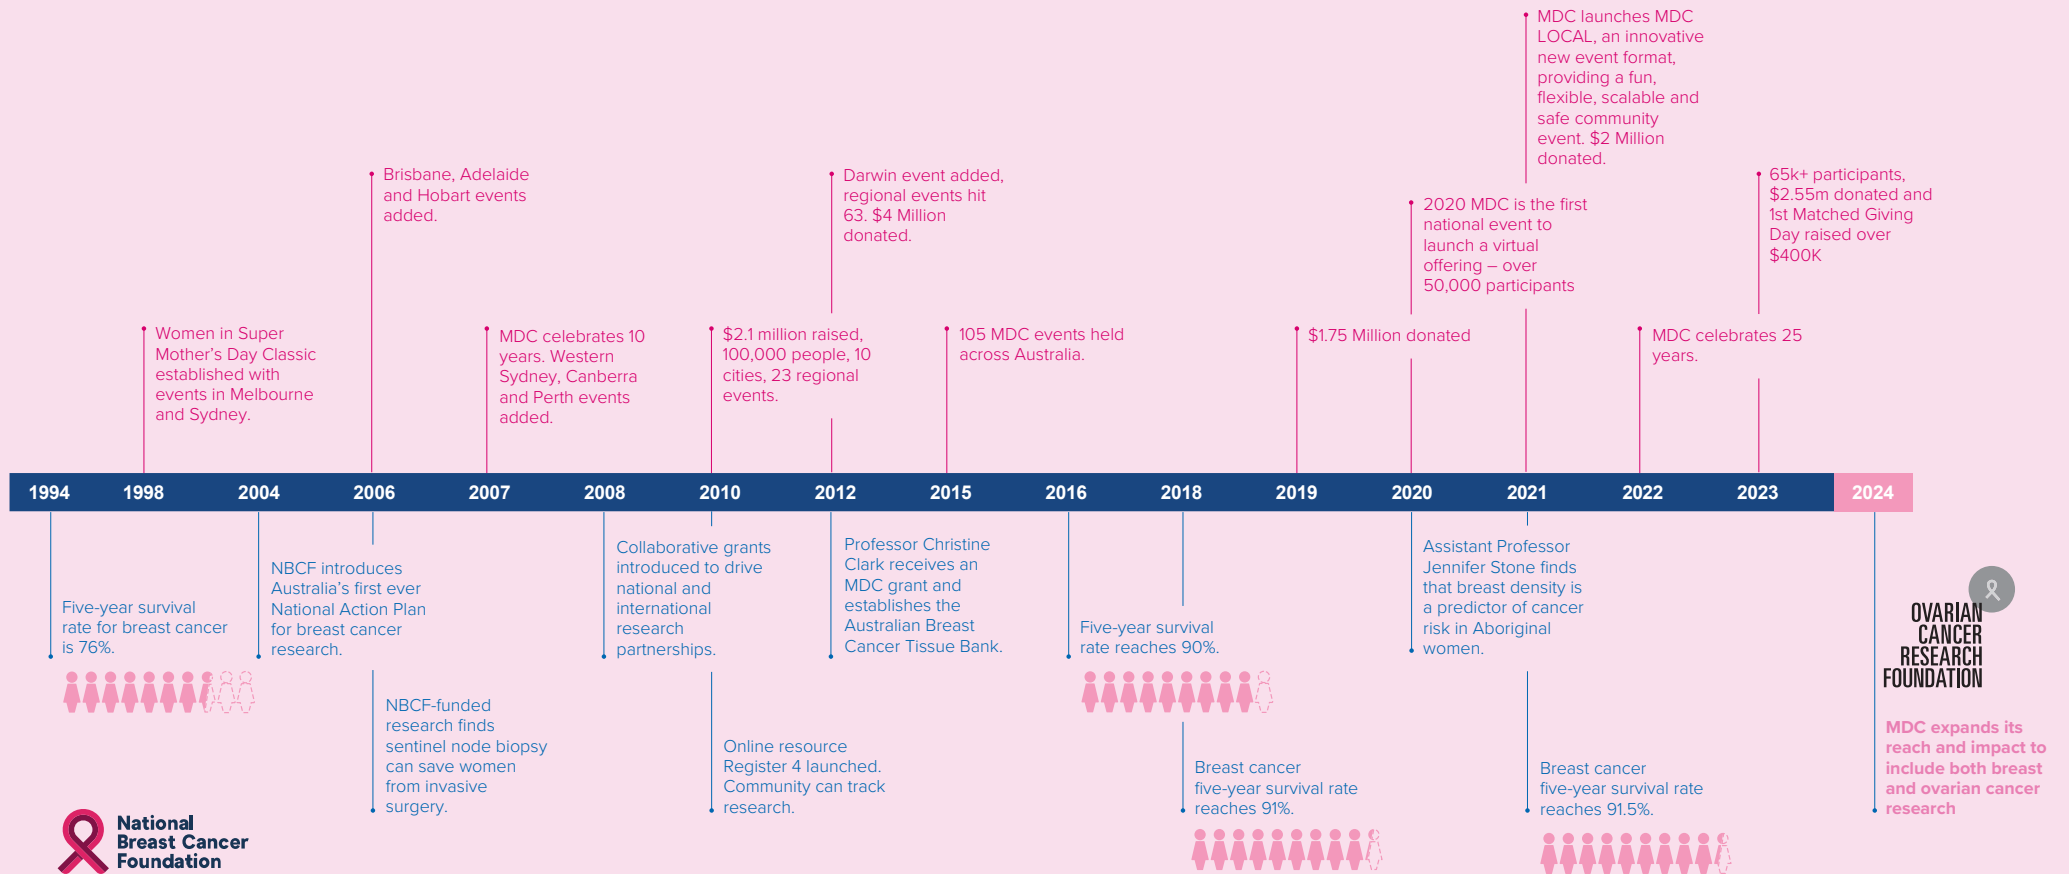 MDC launches MDC
LOCAL, an innovative
new event format,
providing a fun,
flexible, scalable and
safe community
event. $2 Million
donated.
Brisbane, Adelaide
and Hobart events
added.
Darwin event added,
regional events hit
63. $4 Million
donated.
2020 MDC is the first
national event to
launch a virtual
offering – over
50,000 participants
65k+ participants,
$2.55m donated and
1st Matched Giving
Day raised over
$400K
Women in Super
Mother’s Day Classic
established with
events in Melbourne
and Sydney.
MDC celebrates 10
years. Western
Sydney, Canberra
and Perth events
added.
$2.1 million raised,
100,000 people, 10
cities, 23 regional
events.
105 MDC events held
across Australia.
$1.75 Million donated
MDC celebrates 25
years.
1994 1998 2004 2006 2007 2008 2010 2012 2015 2016 2018 2019 2020 2021 2022 2023 2024
Five-year survival
rate for breast cancer
is 76%.
NBCF introduces
Australia’s first ever
National Action Plan
for breast cancer
research.
NBCF-funded
research finds
sentinel node biopsy
can save women
from invasive
surgery.
Collaborative grants
introduced to drive
national and
international
research
partnerships.
Online resource
Register 4 launched.
Community can track
research.
Professor Christine
Clark receives an
MDC grant and
establishes the
Australian Breast
Cancer Tissue Bank.
Five-year survival
rate reaches 90%.
Breast cancer
five-year survival rate
reaches 91%.
Assistant Professor
Jennifer Stone finds
that breast density is
a predictor of cancer
risk in Aboriginal
women.
Breast cancer
five-year survival rate
reaches 91.5%.
OVARIAN
CANCER
RESEARCH
FOUNDATION
MDC expands its
reach and impact to
include both breast
and ovarian cancer
research
National
Breast Cancer
Foundation